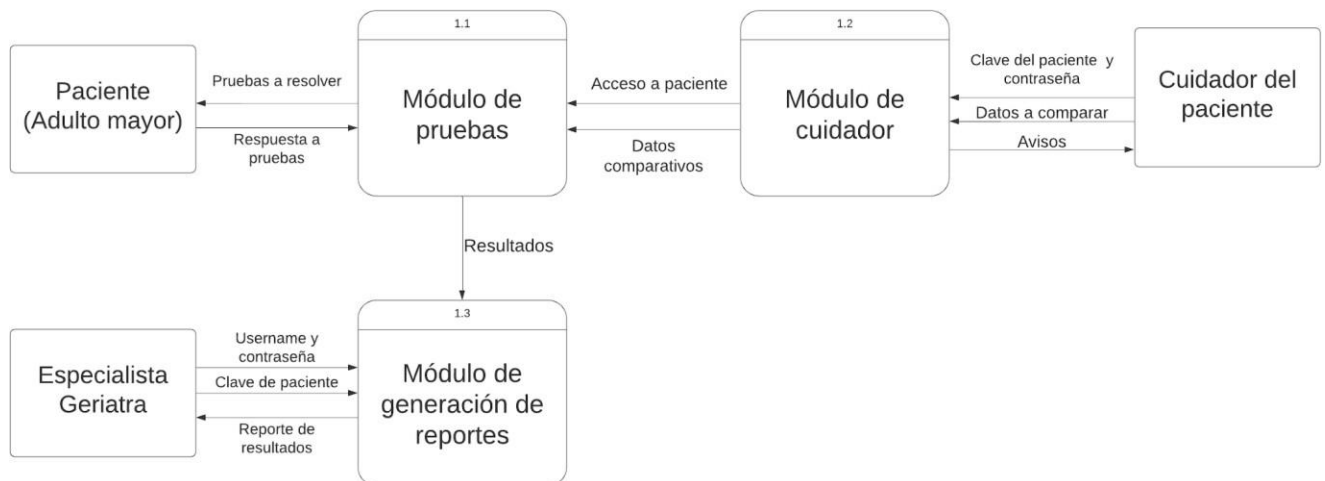 1.1
1.2
Paciente
(Adulto mayor)
Pruebas a resolver
Respuesta a
pruebas
Módulo de
pruebas
Acceso a paciente
Datos
comparativos
Módulo de
cuidador
Clave del paciente y
contraseña
Datos a comparar
Avisos
Cuidador del
paciente
Resultados
1.3
Especialista
Geriatra
Username y
contraseña
Clave de paciente
Reporte de
resultados
Módulo de
generación de
reportes